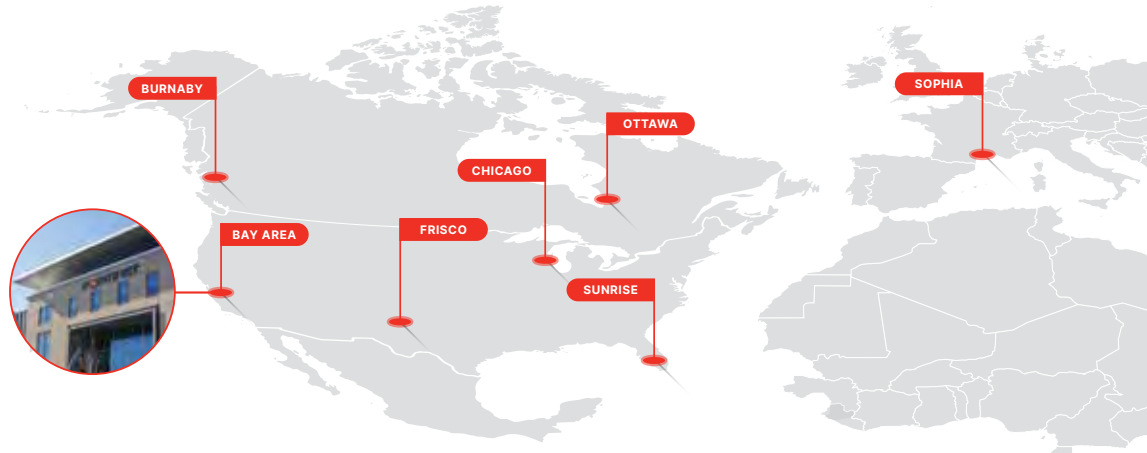 BURNABY
SOPHIA
OTTAWA
CHICAGO
BAY AREA
FRISCO
SUNRISE